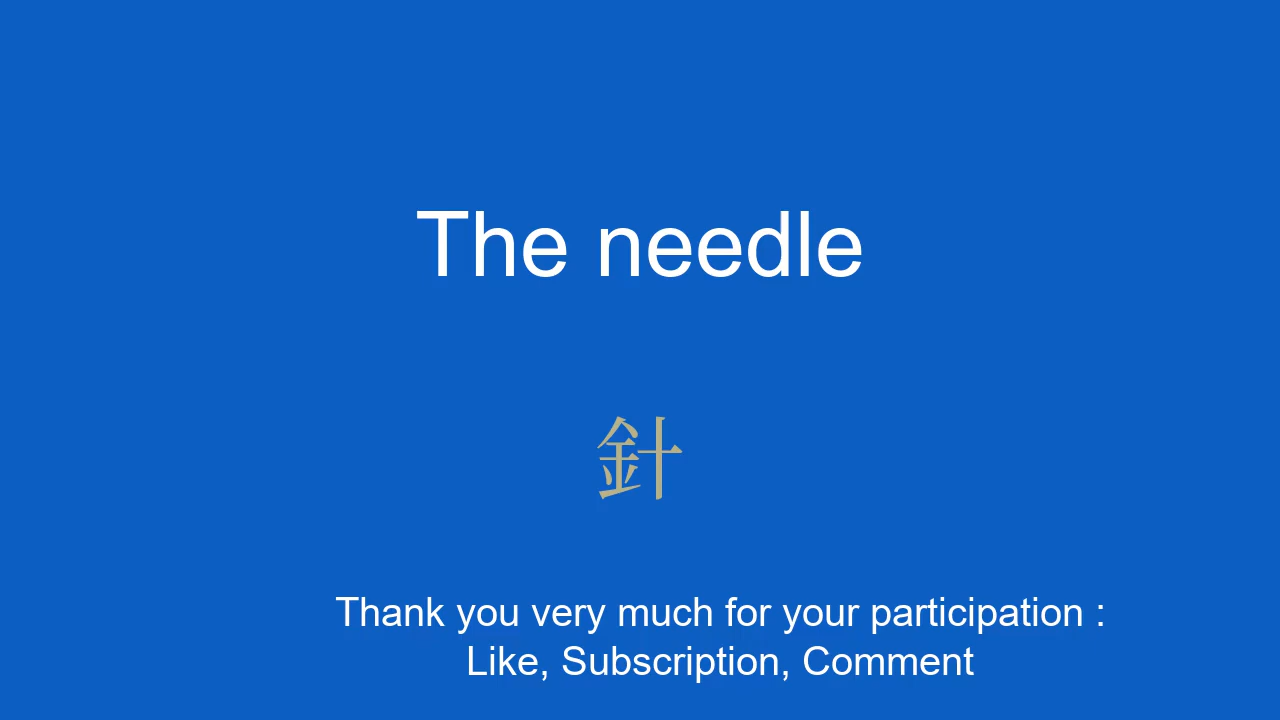 The needle
針
Thank you very much for your participation :
Like, Subscription, Comment